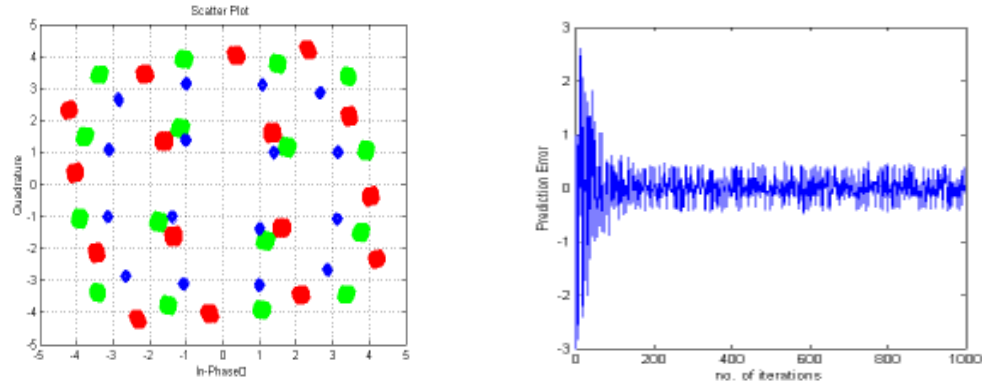 Scatter Plot
5
4
3
2
1
0
-1
-2
-3
-4
-5
Quadrature
-5 -4 -3 -2 -1 0 1 2 3 4 5
In-Phase▯
3
2
1
0
-1
-2
-3
Prediction Error
0 200 400 600 800 1000
no. of iterations